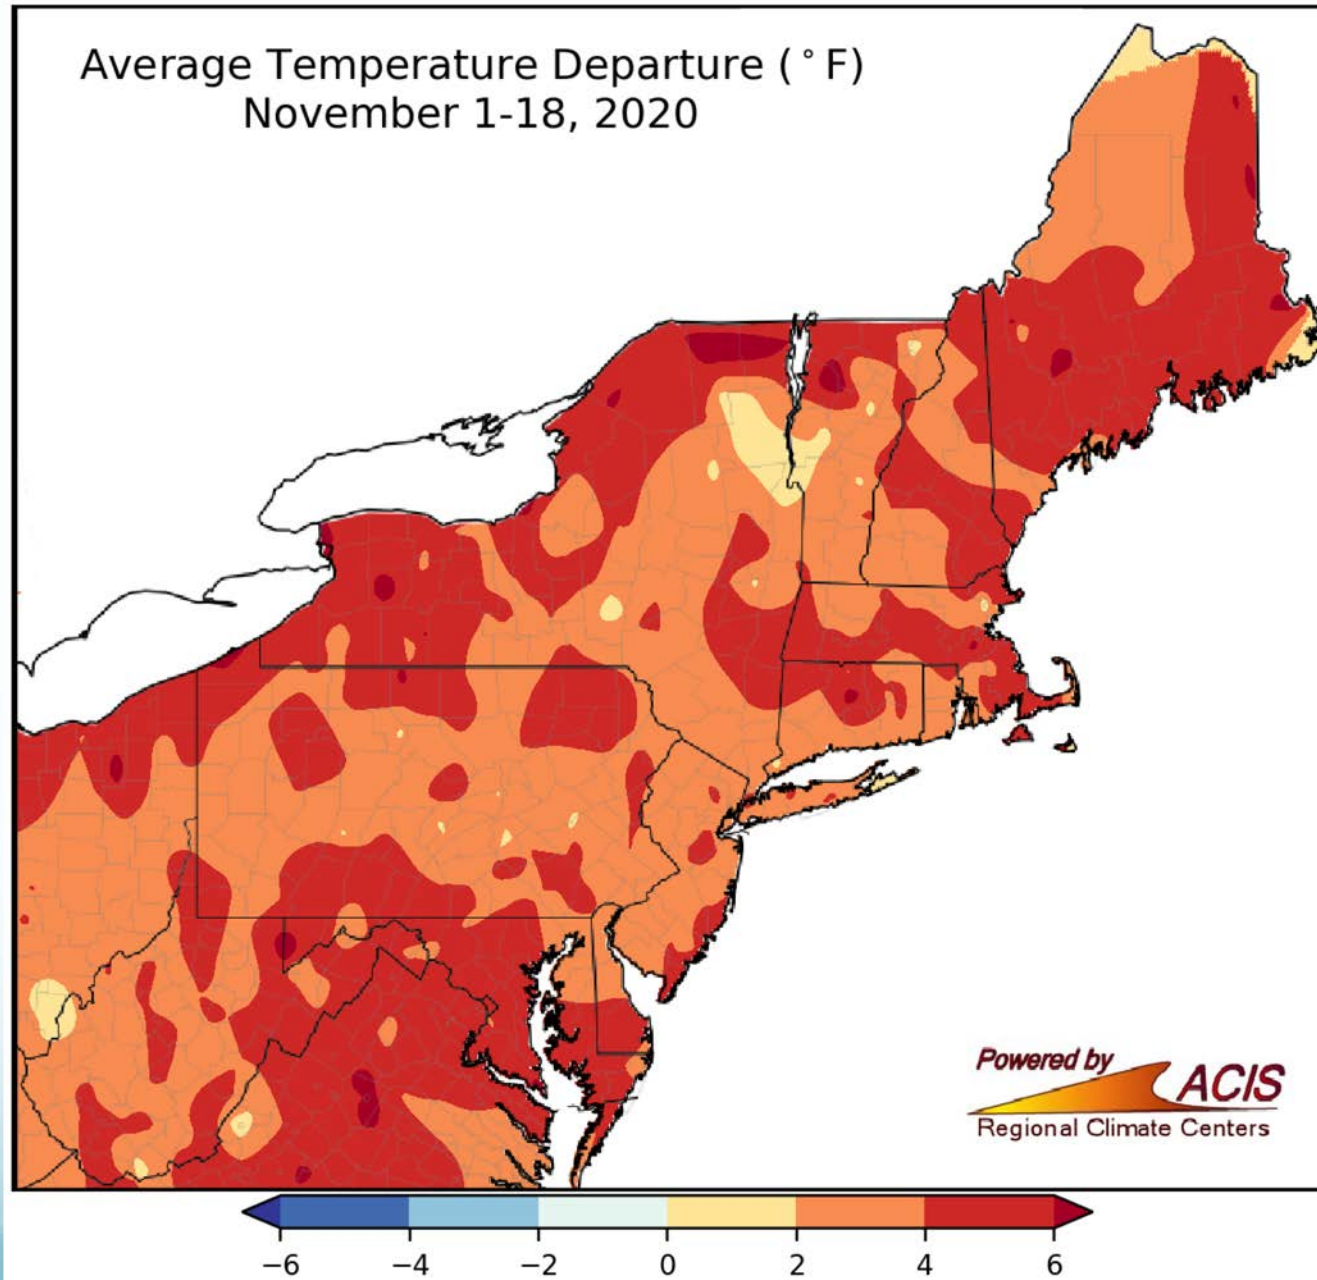 Average Temperature Departure (°F)
November 1-18, 2020
Powered by
ACIS
Regional Climate Centers
−6 −4 −2 0 2 4 6